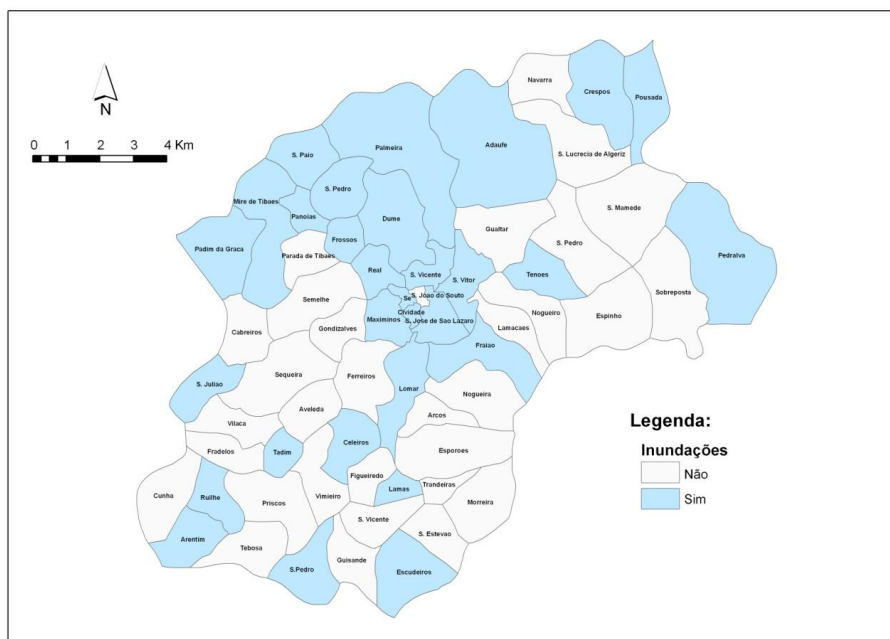 N
0 1 2 3 4 Km
Navarra
Crespos
Pousada
S. Paio
Palmeira
Adaufe
S. Lucrecia de Algeriz
S. Pedro
Mire de Tibaes
Panoias
Dume
S. Mamede
Gualtar
Frossos
S. Pedro
Padim da Graca
Parada de Tibaes
Pedralva
Real
S. Vicente
S. Vitor
Tenoes
Semelhe
Se
S. Joao do Souto
Sobreposta
Cividade
Maximinos
S. Jose de Sao Lazaro
Nogueiro
Espinho
Cabreiros
Gondizalves
Lamacaes
Fraiao
Sequeira
Ferreiros
S. Juliao
Lomar
Nogueira
Aveleda
Arcos
Vilaca
Celeiros
Esporoes
Fradelos
Tadim
Figueiredo
Trandeiras
Lamas
Cunha
Ruilhe
Priscos
Vimieiro
Morreira
S. Vicente
S. Estevao
Arentim
Tebosa
Guisande
S.Pedro
Escudeiros
Legenda:
Inundações
Não
Sim